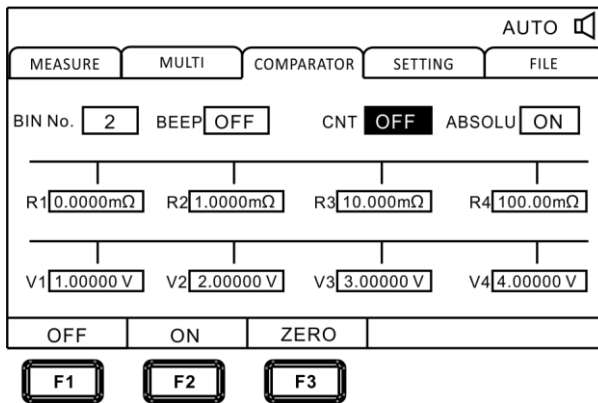 AUTO
MEASURE MULTI COMPARATOR SETTING FILE
BIN No. 2 BEEP OFF CNT OFF ABSOLU ON
R1 0.0000mΩ R2 1.0000mΩ R3 10.000mΩ R4 100.00mΩ
V1 1.00000 V V2 2.00000 V V3 3.00000 V V4 4.00000 V
OFF ON ZERO
F1 F2 F3